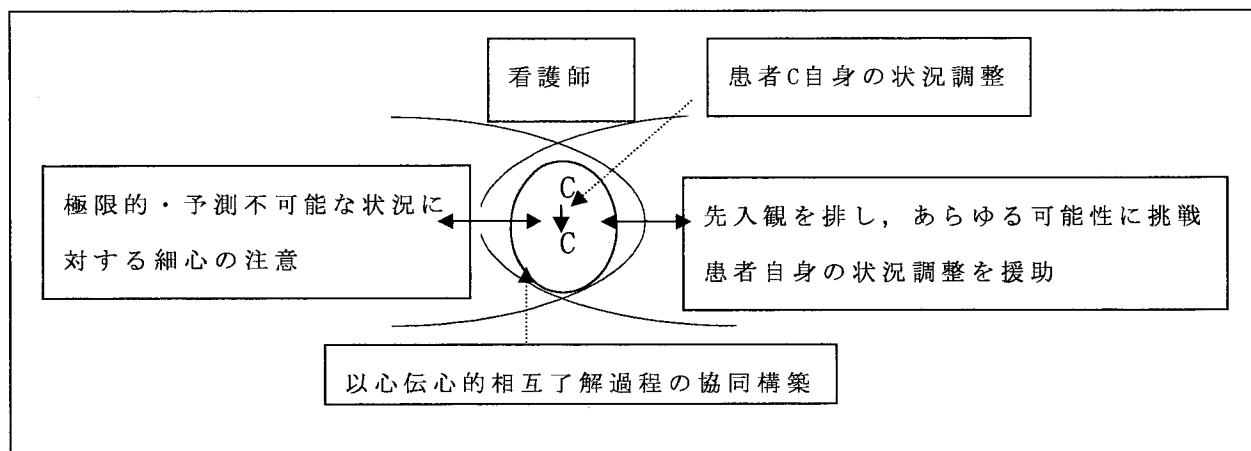 看護師
患者C自身の状況調整
極限的・予測不可能な状況に
対する細心の注意
C
C
先入観を排し，あらゆる可能性に挑戦
患者自身の状況調整を援助
以心伝心的相互了解過程の協同構築